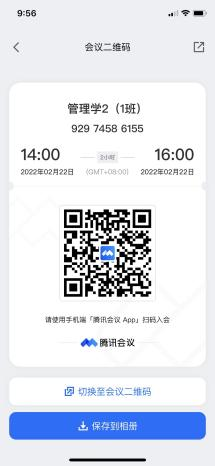 9:56
会议二维码
管理学2（1班）
929 7458 6155
14:00 2小时 16:00
2022年02月22日 (GMT+08:00) 2022年02月22日
请使用手机端「腾讯会议 App」扫码入会
腾讯会议
切换至会议二维码
保存到相册